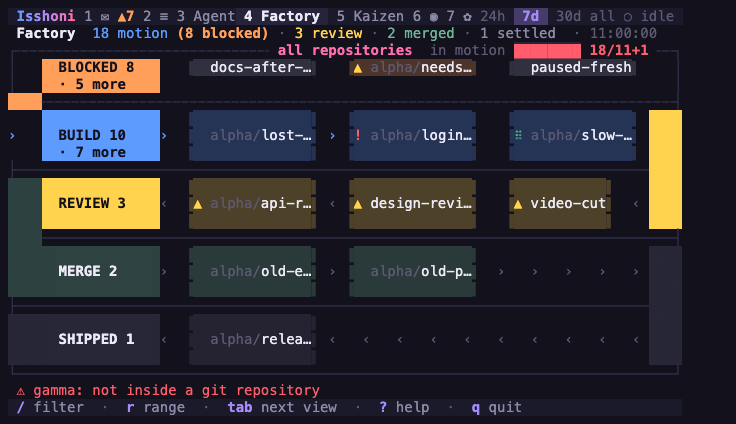 Isshoni 1 ✉ ▲7 2 ≡ 3 Agent 4 Factory 5 Kaizen 6 ◉ 7 ✿ 24h 7d 30d all ○ idle
Factory 18 motion (8 blocked) · 3 review · 2 merged · 1 settled · 11:00:00
all repositories in motion 18/11+1
BLOCKED 8 docs-after-… ▲ alpha/needs… paused-fresh
· 5 more
› BUILD 10 alpha/lost-… › ! alpha/login… ⠿ alpha/slow-…
· 7 more
REVIEW 3 ‹ ▲ alpha/api-r… ‹ ▲ design-revi… ‹ ▲ video-cut ‹
MERGE 2 › alpha/old-e… › alpha/old-p… › › › › ›
SHIPPED 1 ‹ alpha/relea… ‹ ‹ ‹ ‹ ‹ ‹ ‹ ‹ ‹ ‹
⚠ gamma: not inside a git repository
/ filter · r range · tab next view · ? help · q quit